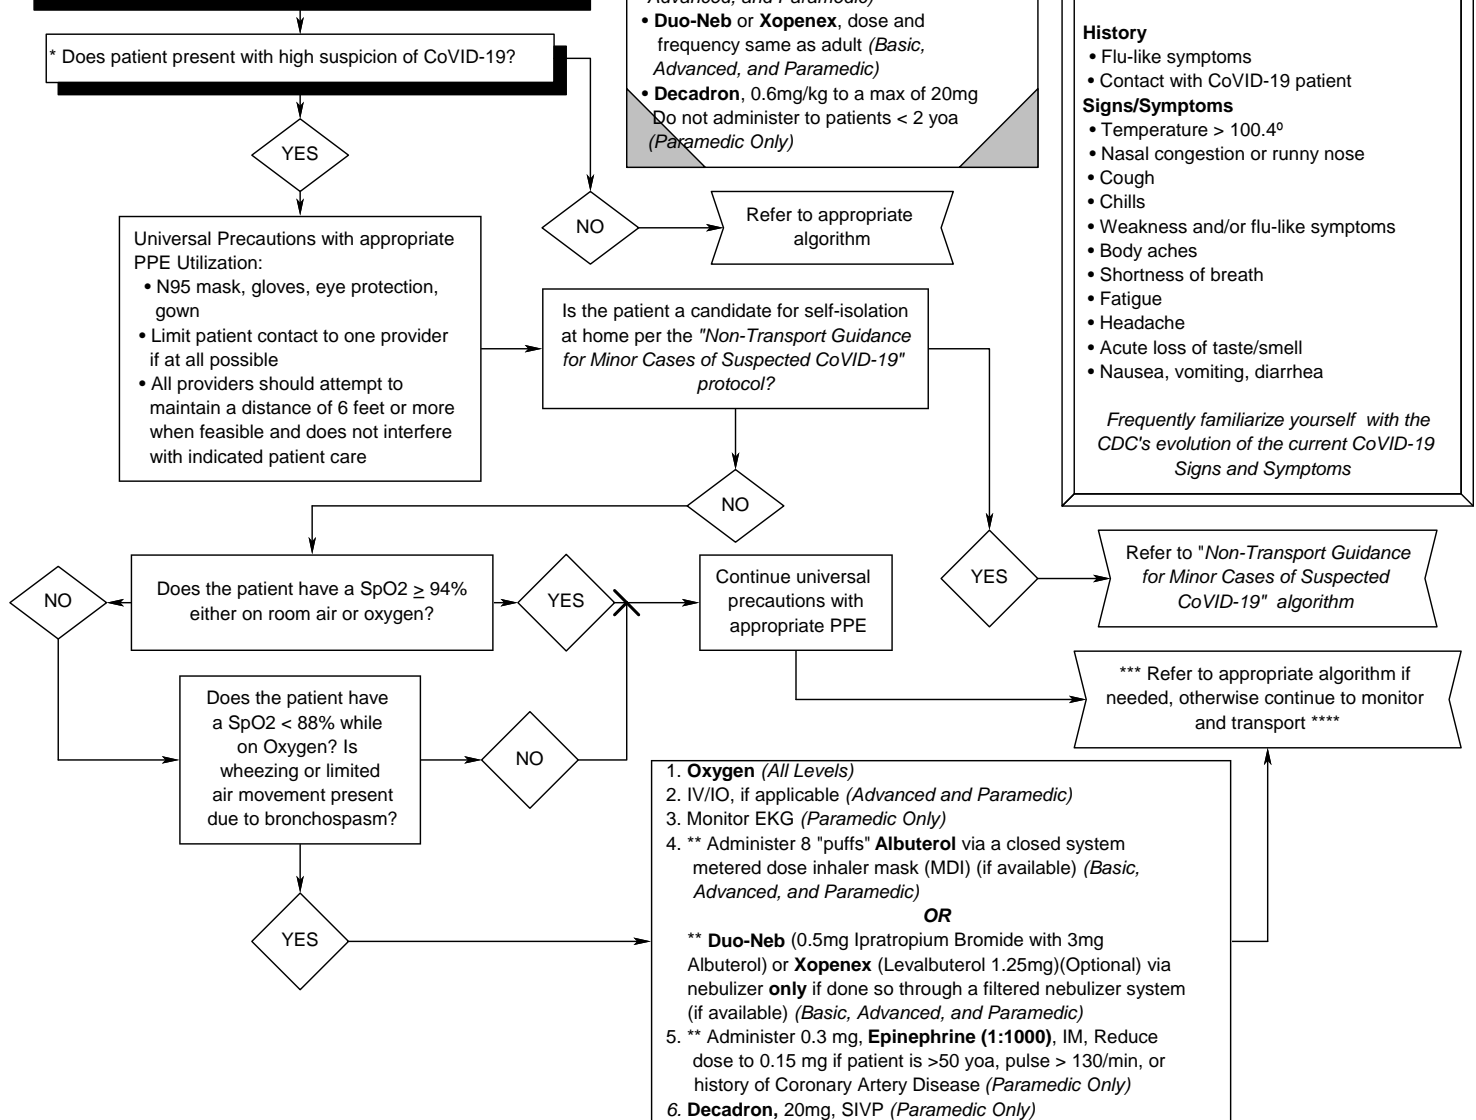 Advanced, and Paramedic)
• Duo-Neb or Xopenex, dose and
frequency same as adult (Basic,
Advanced, and Paramedic)
• Decadron, 0.6mg/kg to a max of 20mg
Do not administer to patients < 2 yoa
(Paramedic Only)
History
• Flu-like symptoms
• Contact with CoVID-19 patient
Signs/Symptoms
• Temperature > 100.4º
• Nasal congestion or runny nose
• Cough
• Chills
• Weakness and/or flu-like symptoms
• Body aches
• Shortness of breath
• Fatigue
• Headache
• Acute loss of taste/smell
• Nausea, vomiting, diarrhea
Frequently familiarize yourself with the
CDC's evolution of the current CoVID-19
Signs and Symptoms
* Does patient present with high suspicion of CoVID-19?
YES
NO
Refer to appropriate
algorithm
Universal Precautions with appropriate
PPE Utilization:
• N95 mask, gloves, eye protection,
gown
• Limit patient contact to one provider
if at all possible
• All providers should attempt to
maintain a distance of 6 feet or more
when feasible and does not interfere
with indicated patient care
Is the patient a candidate for self-isolation
at home per the "Non-Transport Guidance
for Minor Cases of Suspected CoVID-19"
protocol?
NO
YES
Refer to "Non-Transport Guidance
for Minor Cases of Suspected
CoVID-19" algorithm
Does the patient have a SpO2 ≥ 94%
either on room air or oxygen?
NO
YES
Continue universal
precautions with
appropriate PPE
*** Refer to appropriate algorithm if
needed, otherwise continue to monitor
and transport ****
Does the patient have
a SpO2 < 88% while
on Oxygen? Is
wheezing or limited
air movement present
due to bronchospasm?
NO
YES
1. Oxygen (All Levels)
2. IV/IO, if applicable (Advanced and Paramedic)
3. Monitor EKG (Paramedic Only)
4. ** Administer 8 "puffs" Albuterol via a closed system
metered dose inhaler mask (MDI) (if available) (Basic,
Advanced, and Paramedic)
OR
** Duo-Neb (0.5mg Ipratropium Bromide with 3mg
Albuterol) or Xopenex (Levalbuterol 1.25mg)(Optional) via
nebulizer only if done so through a filtered nebulizer system
(if available) (Basic, Advanced, and Paramedic)
5. ** Administer 0.3 mg, Epinephrine (1:1000), IM, Reduce
dose to 0.15 mg if patient is >50 yoa, pulse > 130/min, or
history of Coronary Artery Disease (Paramedic Only)
6. Decadron, 20mg, SIVP (Paramedic Only)